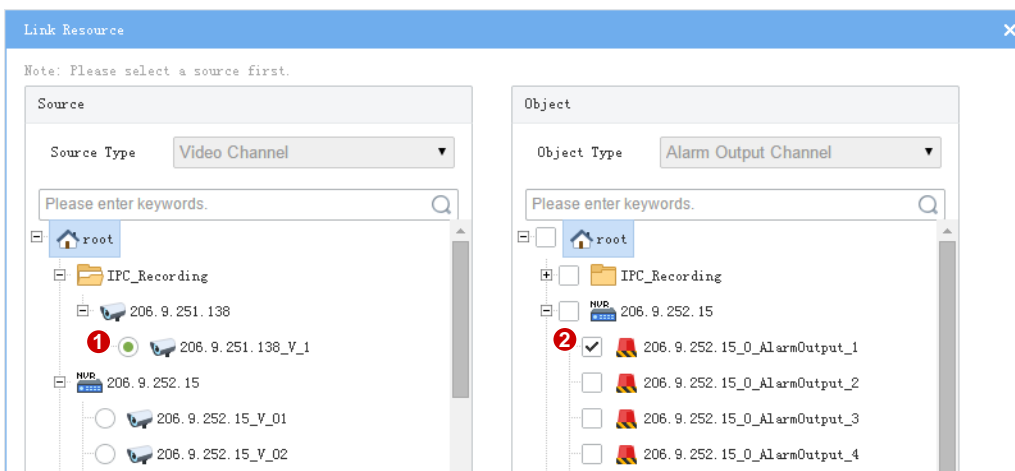 Link Resource
Note: Please select a source first.
Source
Source Type
Video Channel
Please enter keywords.
root
IPC_Recording
206.9.251.138
1
206.9.251.138_V_1
NVR
206.9.252.15
206.9.252.15_V_01
206.9.252.15_V_02
Object
Object Type
Alarm Output Channel
Please enter keywords.
root
IPC_Recording
NVR
206.9.252.15
2
206.9.252.15_0_AlarmOutput_1
206.9.252.15_0_AlarmOutput_2
206.9.252.15_0_AlarmOutput_3
206.9.252.15_0_AlarmOutput_4